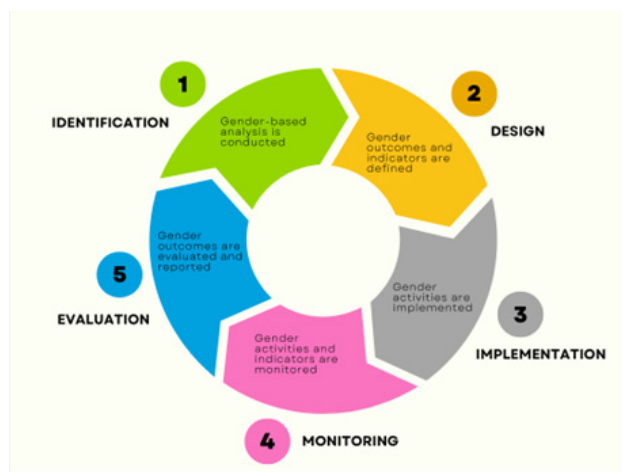 1
IDENTIFICATION
Gender-based
analysis is
conducted
2
DESIGN
Gender
outcomes and
indicators are
defined
3
IMPLEMENTATION
Gender
activities are
implemented
4
MONITORING
Gender
activities and
indicators are
monitored
5
EVALUATION
Gender
outcomes are
evaluated and
reported